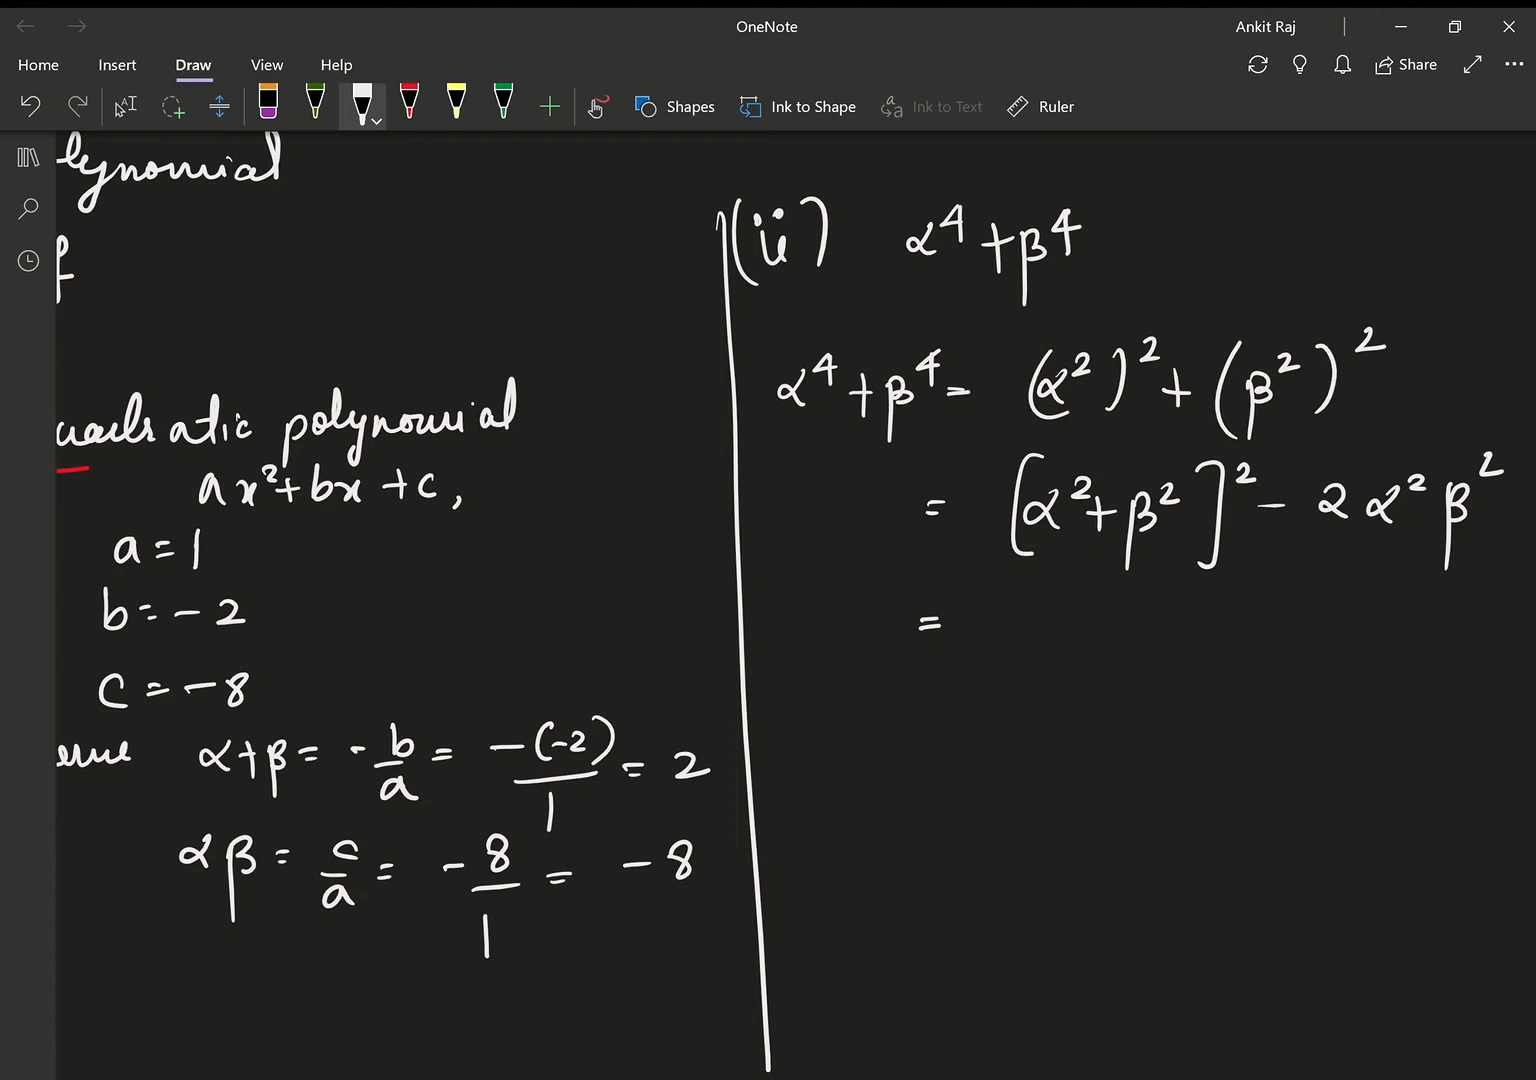 OneNote
Ankit Raj
Home Insert Draw View Help
Share
Shapes Ink to Shape Ink to Text Ruler
lynomial
f
uadratic polynomial
ax²+bx+c,
a=1
b=-2
c=-8
α+β = -b/a = -(-2)/1 = 2
αβ = c/a = -8/1 = -8
(ii) α⁴+β⁴
α⁴+β⁴= (α²)²+(β²)²
= [α²+β²]²- 2α²β²
=